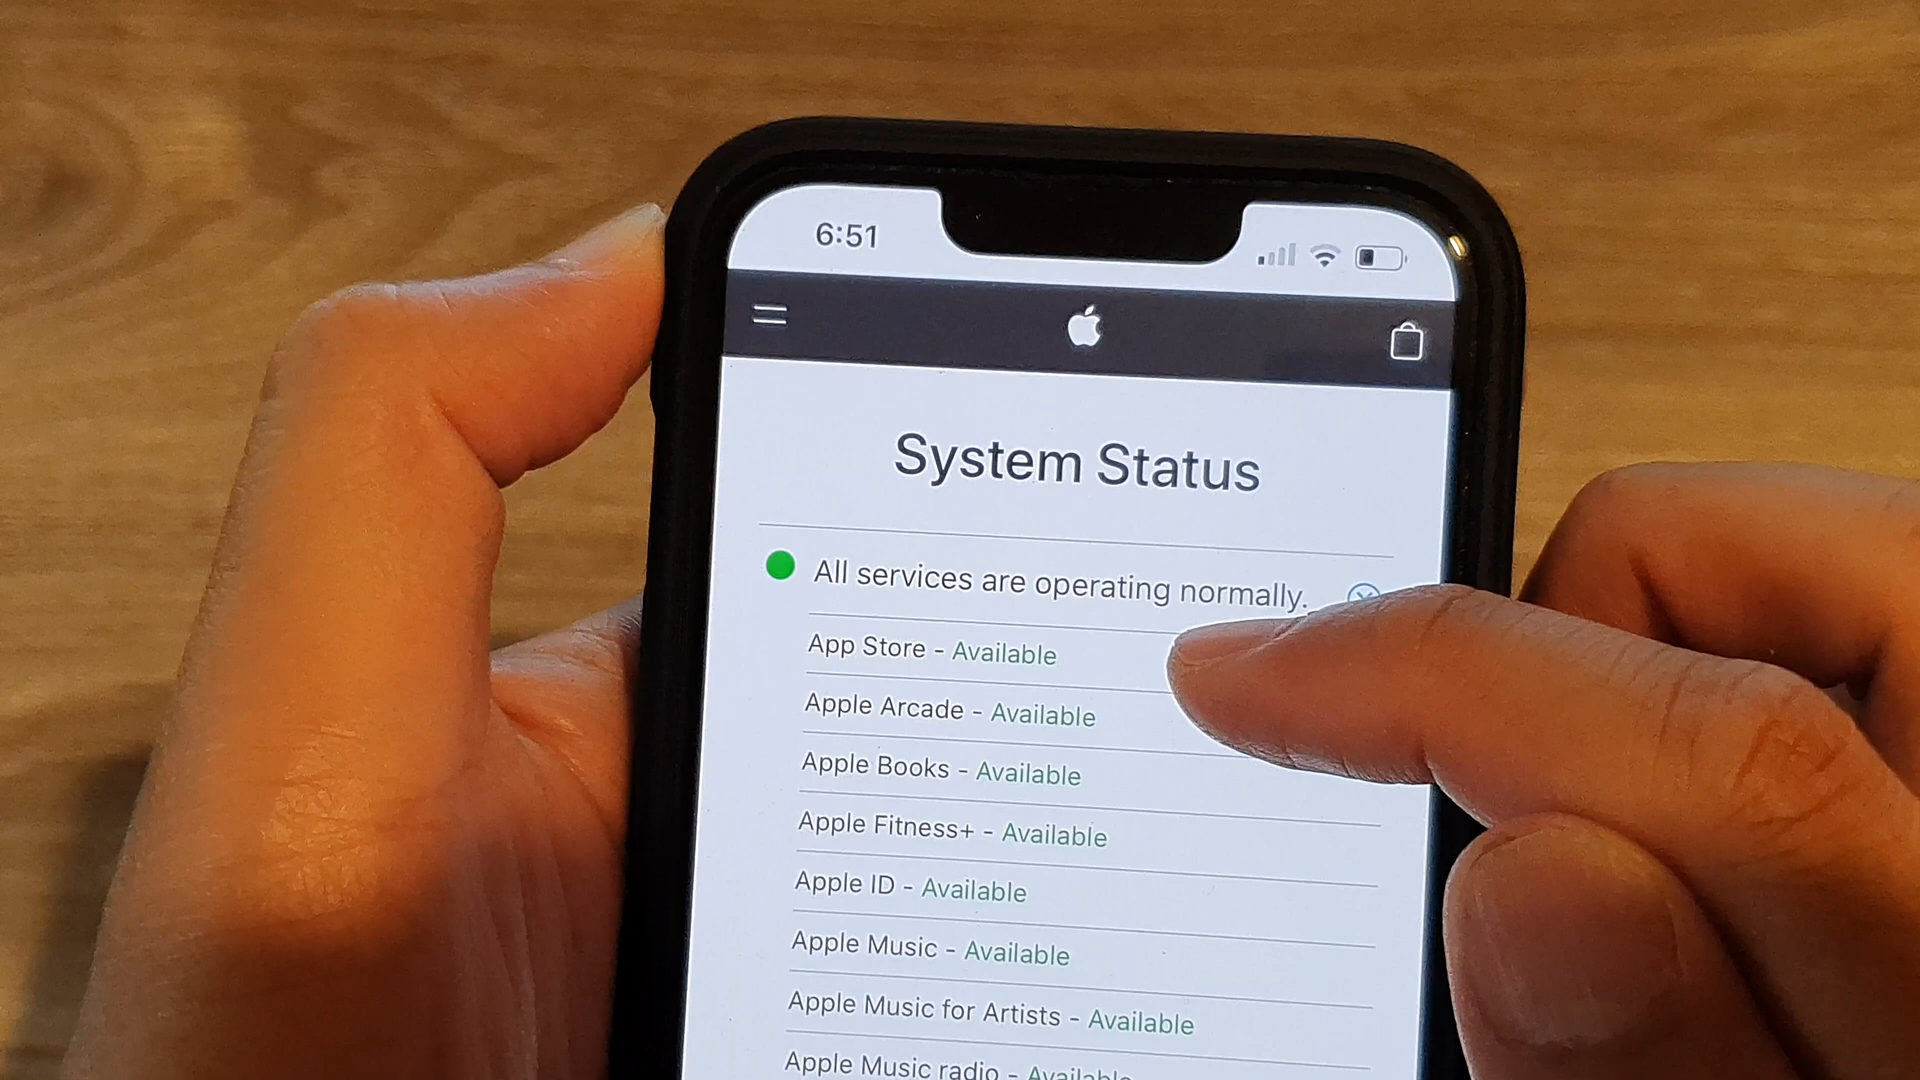 6:51
System Status
All services are operating normally.
App Store - Available
Apple Arcade - Available
Apple Books - Available
Apple Fitness+ - Available
Apple ID - Available
Apple Music - Available
Apple Music for Artists - Available
Apple Music radio - Available